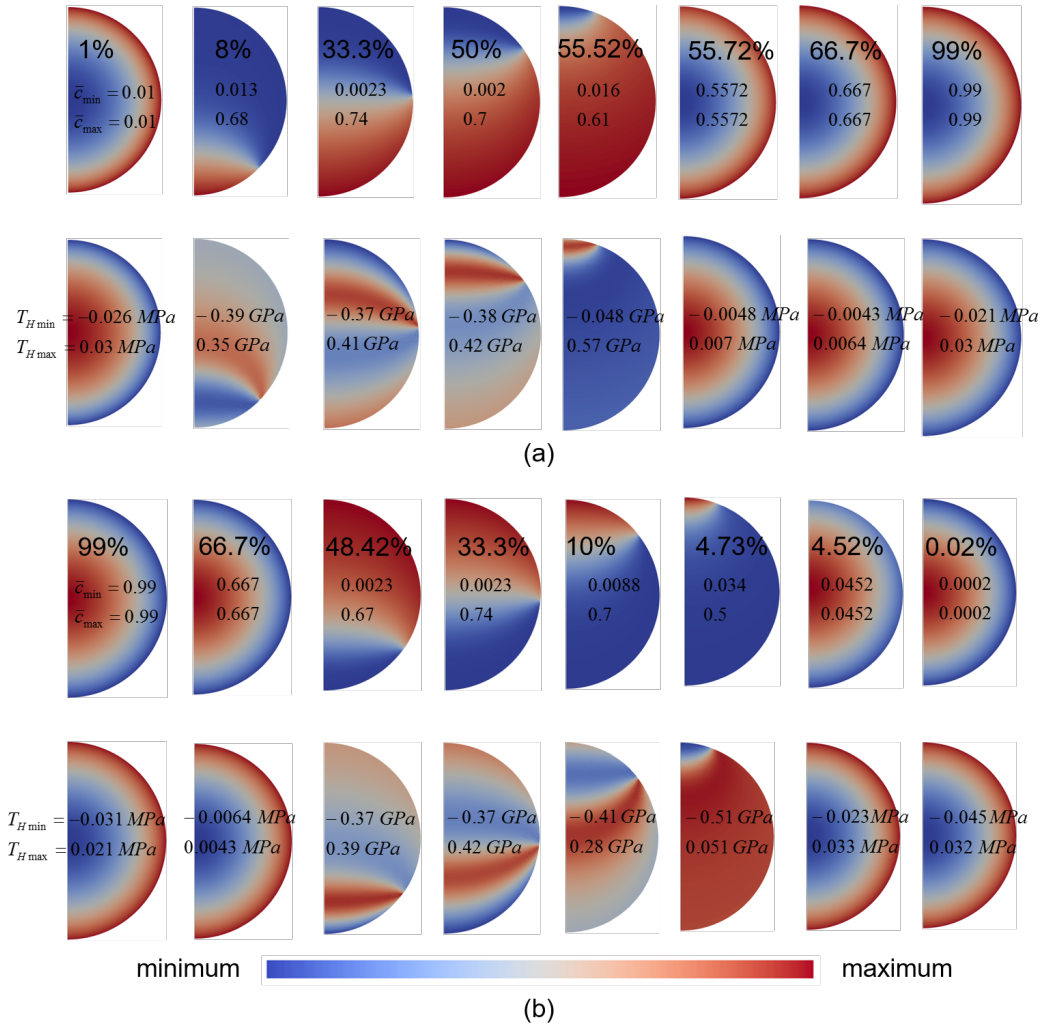 1% 8% 33.3% 50% 55.52% 55.72% 66.7% 99%
c̅min = 0.01 0.013 0.0023 0.002 0.016 0.5572 0.667 0.99
c̅max = 0.01 0.68 0.74 0.7 0.61 0.5572 0.667 0.99
TH min = −0.026 MPa −0.39 GPa −0.37 GPa −0.38 GPa −0.048 GPa −0.0048 MPa −0.0043 MPa −0.021 MPa
TH max = 0.03 MPa 0.35 GPa 0.41 GPa 0.42 GPa 0.57 GPa 0.007 MPa 0.0064 MPa 0.03 MPa
(a)
99% 66.7% 48.42% 33.3% 10% 4.73% 4.52% 0.02%
c̅min = 0.99 0.667 0.0023 0.0023 0.0088 0.034 0.0452 0.0002
c̅max = 0.99 0.667 0.67 0.74 0.7 0.5 0.0452 0.0002
TH min = −0.031 MPa −0.0064 MPa −0.37 GPa −0.37 GPa −0.41 GPa −0.51 GPa −0.023 MPa −0.045 MPa
TH max = 0.021 MPa 0.0043 MPa 0.39 GPa 0.42 GPa 0.28 GPa 0.051 GPa 0.033 MPa 0.032 MPa
minimum maximum
(b)